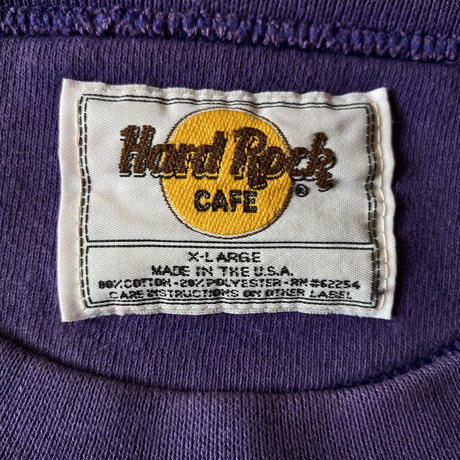 Hard Rock
CAFE ®
X-LARGE
MADE IN THE U.S.A.
80% COTTON - 20% POLYESTER - RN #62254
CARE INSTRUCTIONS ON OTHER LABEL